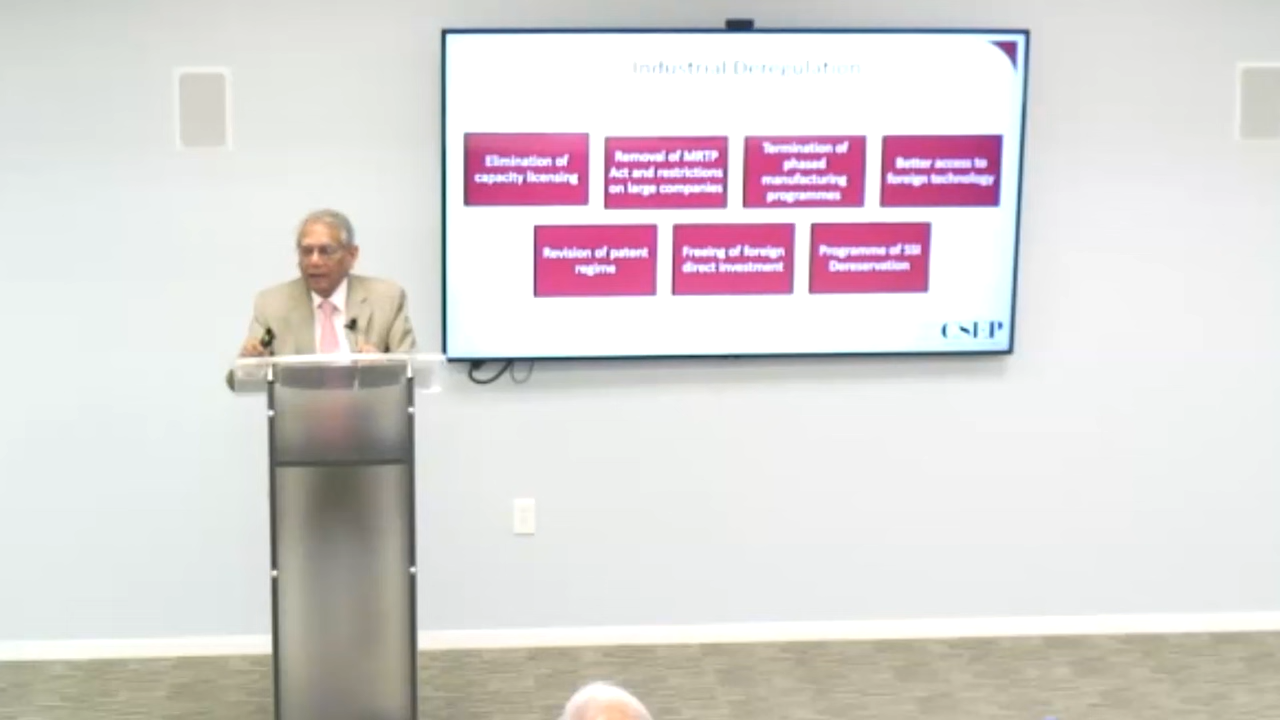 Industrial Deregulation
Elimination of
capacity licensing
Removal of MRTP
Act and restrictions
on large companies
Termination of
phased
manufacturing
programmes
Better access to
foreign technology
Revision of patent
regime
Freeing of foreign
direct investment
Programme of SSI
Dereservation
CSEP